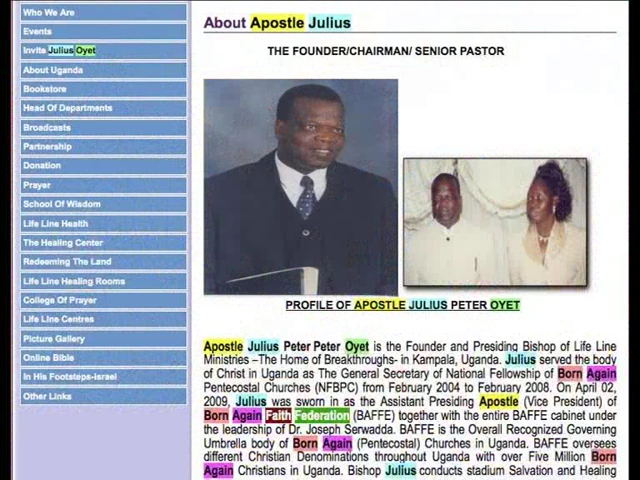 Who We Are
Events
Invite Julius Oyet
About Uganda
Bookstore
Head Of Departments
Broadcasts
Partnership
Donation
Prayer
School Of Wisdom
Life Line Health
The Healing Center
Redeeming The Land
Life Line Healing Rooms
College Of Prayer
Life Line Centres
Picture Gallery
Online Bible
In His Footsteps-Israel
Other Links
About Apostle Julius
THE FOUNDER/CHAIRMAN/ SENIOR PASTOR
PROFILE OF APOSTLE JULIUS PETER OYET
Apostle Julius Peter Peter Oyet is the Founder and Presiding Bishop of Life Line
Ministries –The Home of Breakthroughs- in Kampala, Uganda. Julius served the body
of Christ in Uganda as The General Secretary of National Fellowship of Born Again
Pentecostal Churches (NFBPC) from February 2004 to February 2008. On April 02,
2009, Julius was sworn in as the Assistant Presiding Apostle (Vice President) of
Born Again Faith Federation (BAFFE) together with the entire BAFFE cabinet under
the leadership of Dr. Joseph Serwadda. BAFFE is the Overall Recognized Governing
Umbrella body of Born Again (Pentecostal) Churches in Uganda. BAFFE oversees
different Christian Denominations throughout Uganda with over Five Million Born
Again Christians in Uganda. Bishop Julius conducts stadium Salvation and Healing